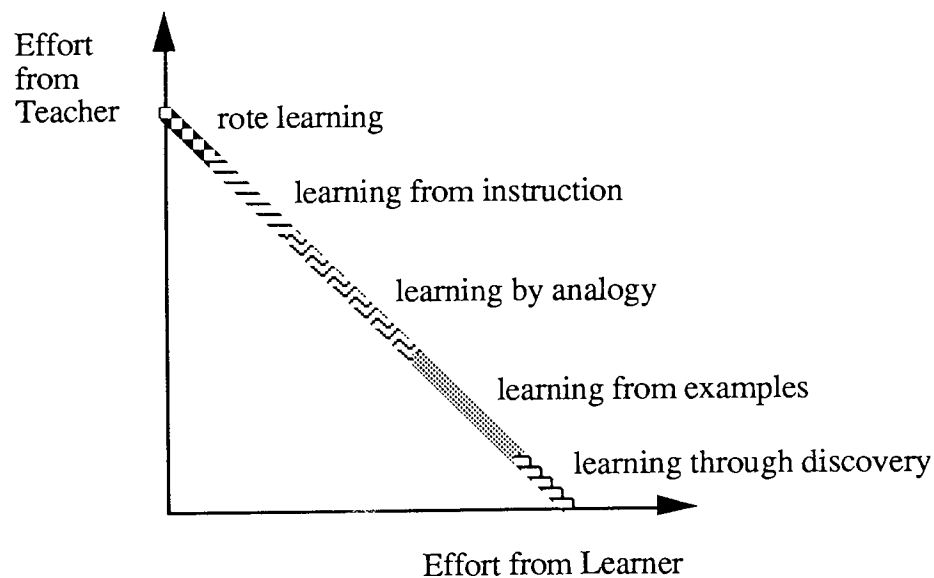 Effort
from
Teacher
rote learning
learning from instruction
learning by analogy
learning from examples
learning through discovery
Effort from Learner